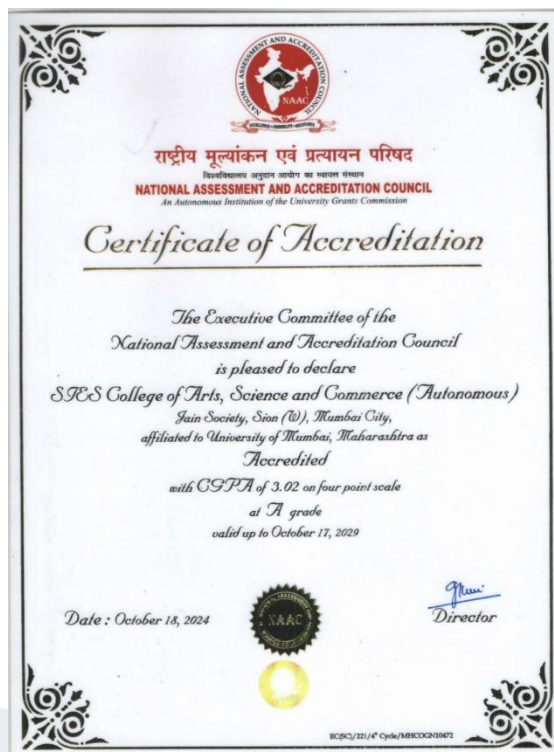 NATIONAL ASSESSMENT AND ACCREDITATION COUNCIL
NAAC
राष्ट्रीय मूल्यांकन एवं प्रत्यायन परिषद
विश्वविद्यालय अनुदान आयोग का स्वायत्त संस्थान
NATIONAL ASSESSMENT AND ACCREDITATION COUNCIL
An Autonomous Institution of the University Grants Commission
Certificate of Accreditation
The Executive Committee of the
National Assessment and Accreditation Council
is pleased to declare
SIES College of Arts, Science and Commerce (Autonomous)
Jain Society, Sion (W), Mumbai City,
affiliated to University of Mumbai, Maharashtra as
Accredited
with CGPA of 3.02 on four point scale
at A grade
valid up to October 17, 2029
Date : October 18, 2024
NAAC
Director
EC(SC)/221/4th Cycle/MHCOGN10472